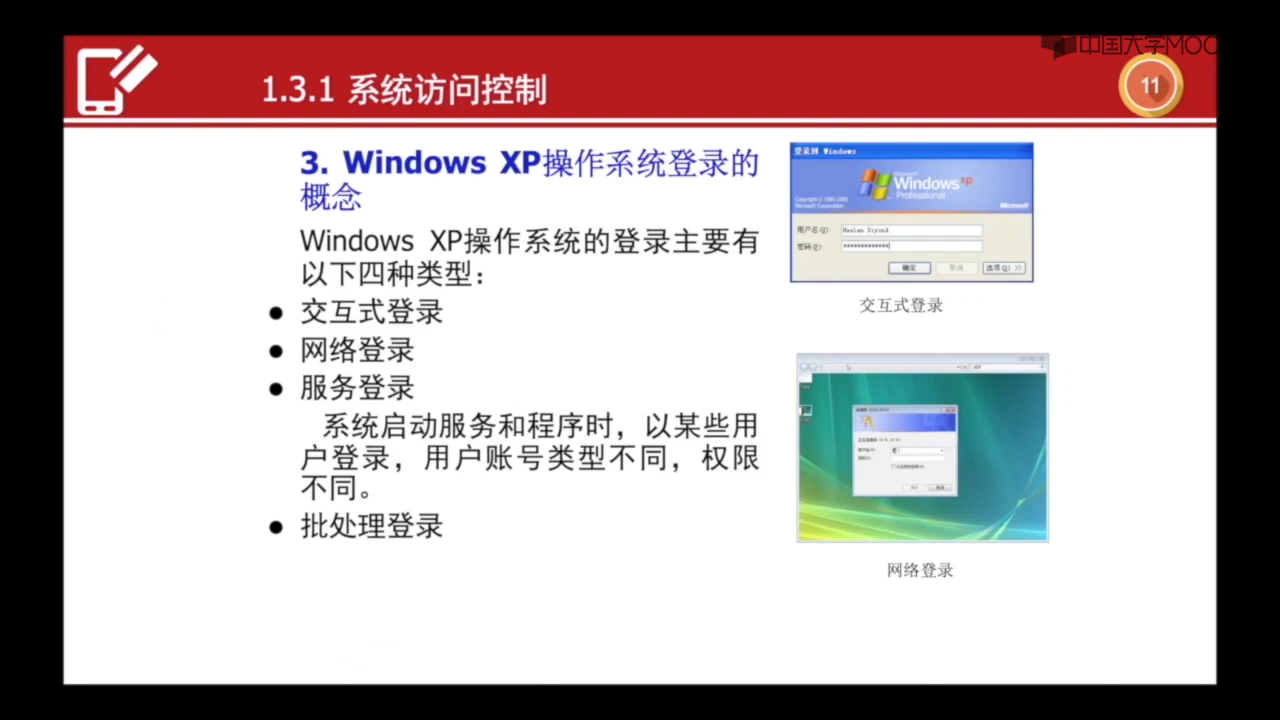 中国大学MOOC
1.3.1 系统访问控制
11
3. Windows XP操作系统登录的
概念
Windows XP操作系统的登录主要有
以下四种类型：
● 交互式登录
● 网络登录
● 服务登录
系统启动服务和程序时，以某些用
户登录，用户账号类型不同，权限
不同。
● 批处理登录
登录到 Windows
Microsoft
Windows xp
Professional
Copyright © 1985-2001
Microsoft Corporation
Microsoft
用户名(U):
密码(P):
*************
确定
取消
选项(O) >>
交互式登录
网络登录